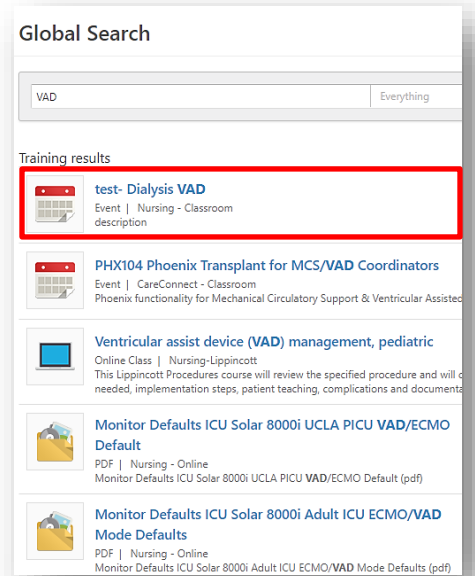 Global Search
VAD
Everything
Training results
test- Dialysis VAD
Event | Nursing - Classroom
description
PHX104 Phoenix Transplant for MCS/VAD Coordinators
Event | CareConnect - Classroom
Phoenix functionality for Mechanical Circulatory Support & Ventricular Assisted
Ventricular assist device (VAD) management, pediatric
Online Class | Nursing-Lippincott
This Lippincott Procedures course will review the specified procedure and will
needed, implementation steps, patient teaching, complications and
Monitor Defaults ICU Solar 8000i UCLA PICU VAD/ECMO
Default
PDF | Nursing - Online
Monitor Defaults ICU Solar 8000i UCLA PICU VAD/ECMO Default (pdf)
Monitor Defaults ICU Solar 8000i Adult ICU ECMO/VAD
Mode Defaults
PDF | Nursing - Online
Monitor Defaults ICU Solar 8000i Adult ICU ECMO/VAD Mode Defaults (pdf)